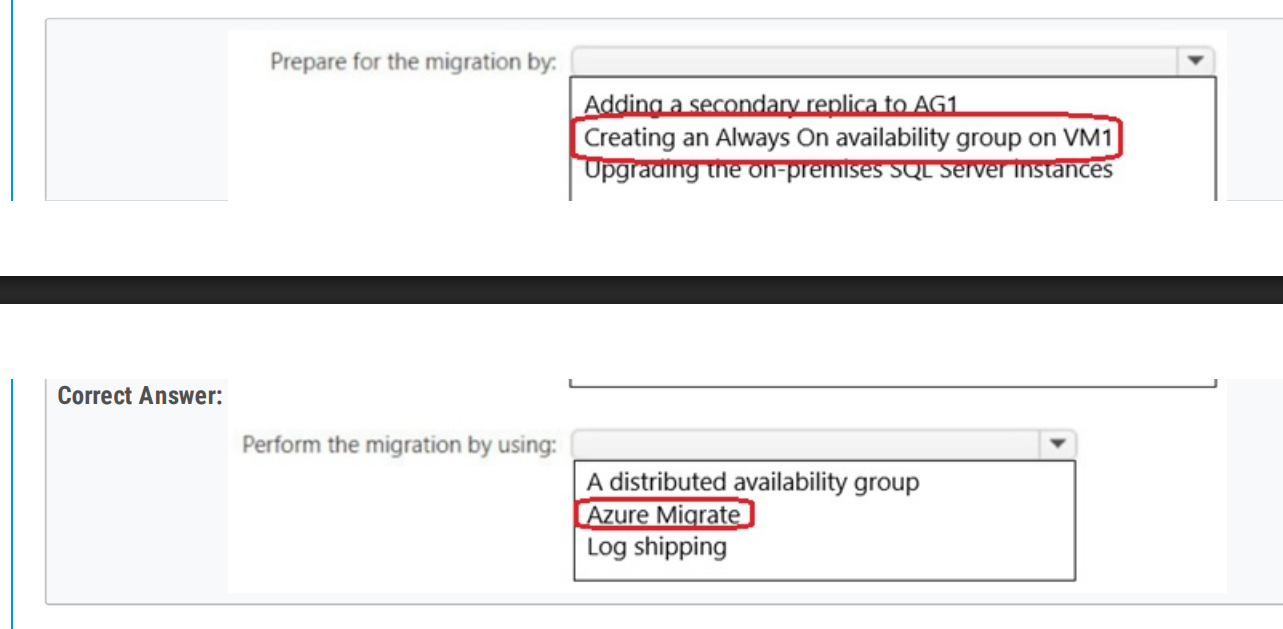 Prepare for the migration by:
Adding a secondary replica to AG1
Creating an Always On availability group on VM1
Upgrading the on-premises SQL Server instances
Correct Answer:
Perform the migration by using:
A distributed availability group
Azure Migrate
Log shipping